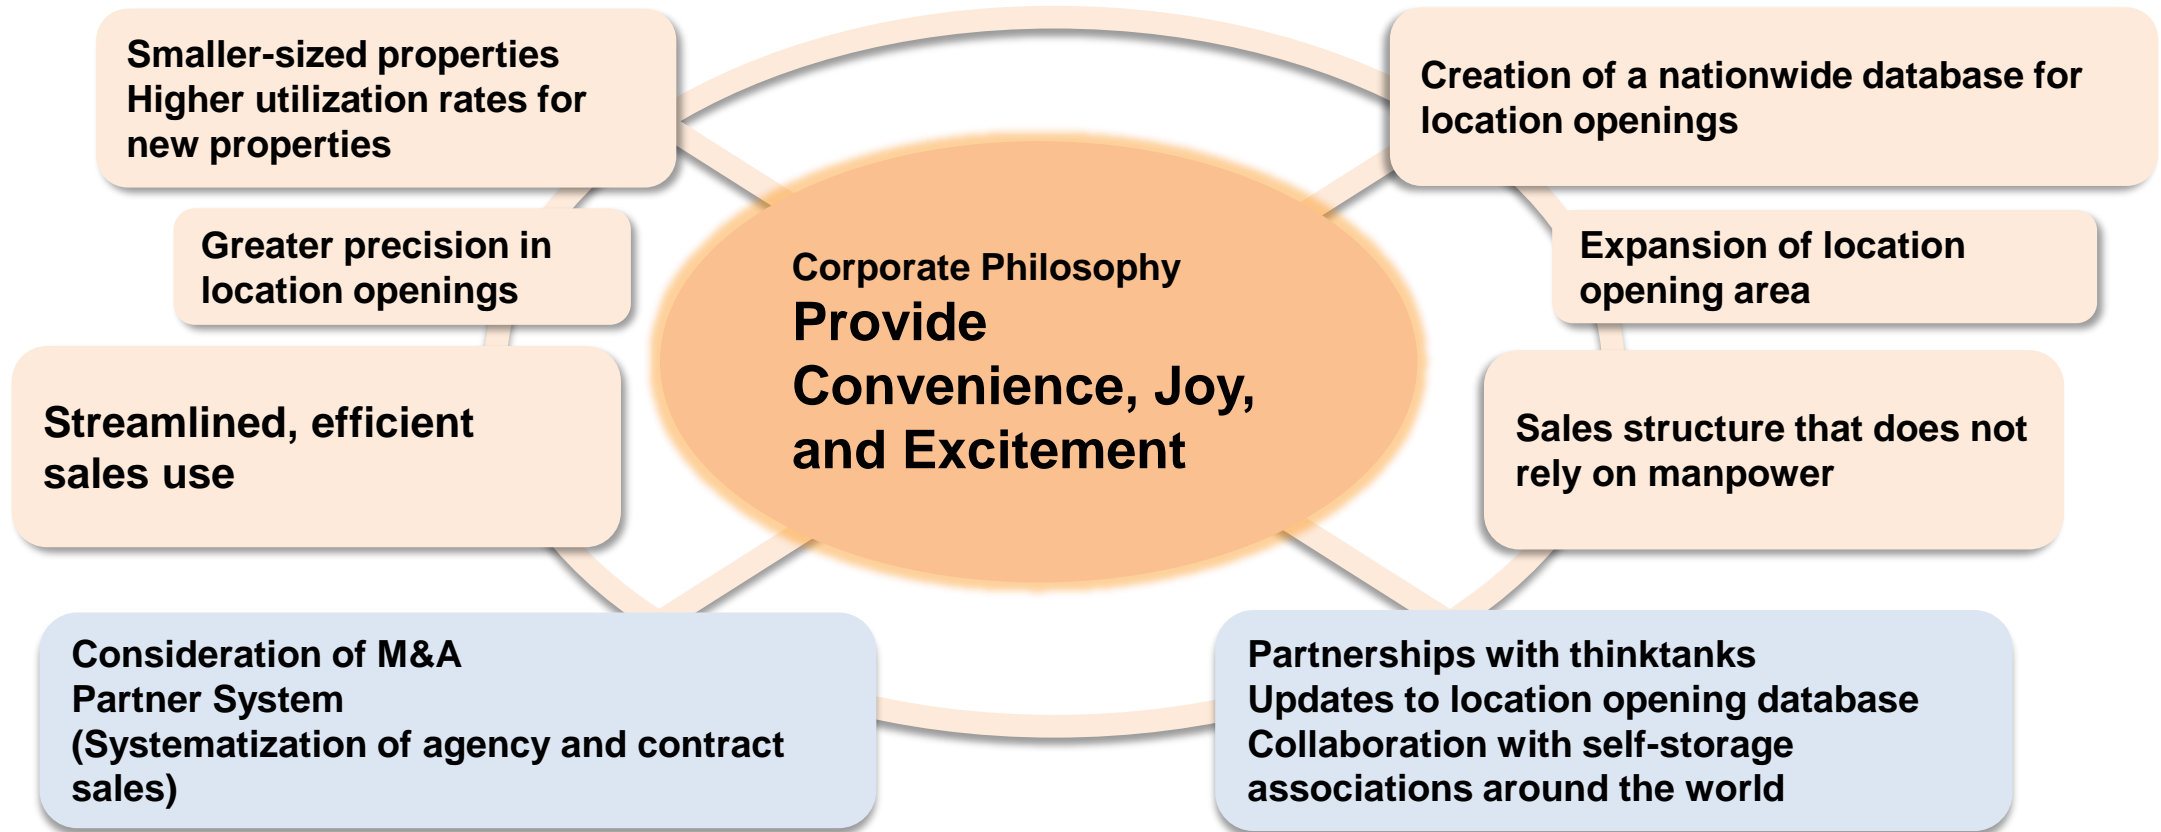 Smaller-sized properties
Higher utilization rates for
new properties
Creation of a nationwide database for
location openings
Greater precision in
location openings
Expansion of location
opening area
Corporate Philosophy
Provide
Convenience, Joy,
and Excitement
Streamlined, efficient
sales use
Sales structure that does not
rely on manpower
Consideration of M&A
Partner System
(Systematization of agency and contract
sales)
Partnerships with thinktanks
Updates to location opening database
Collaboration with self-storage
associations around the world